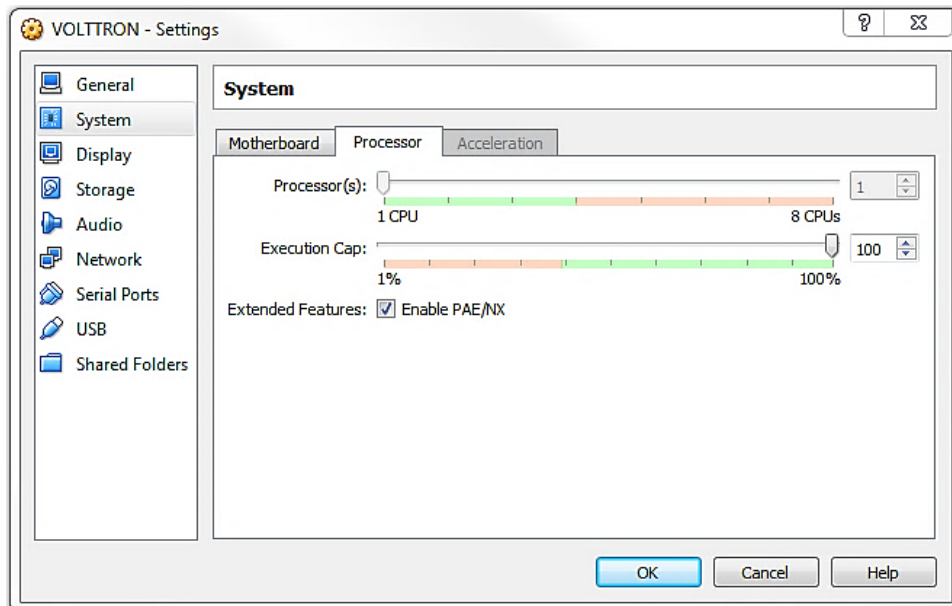 VOLTTRON - Settings
General
System
Display
Storage
Audio
Network
Serial Ports
USB
Shared Folders
System
Motherboard Processor Acceleration
Processor(s): 1
1 CPU 8 CPUs
Execution Cap: 100
1% 100%
Extended Features: Enable PAE/NX
OK Cancel Help